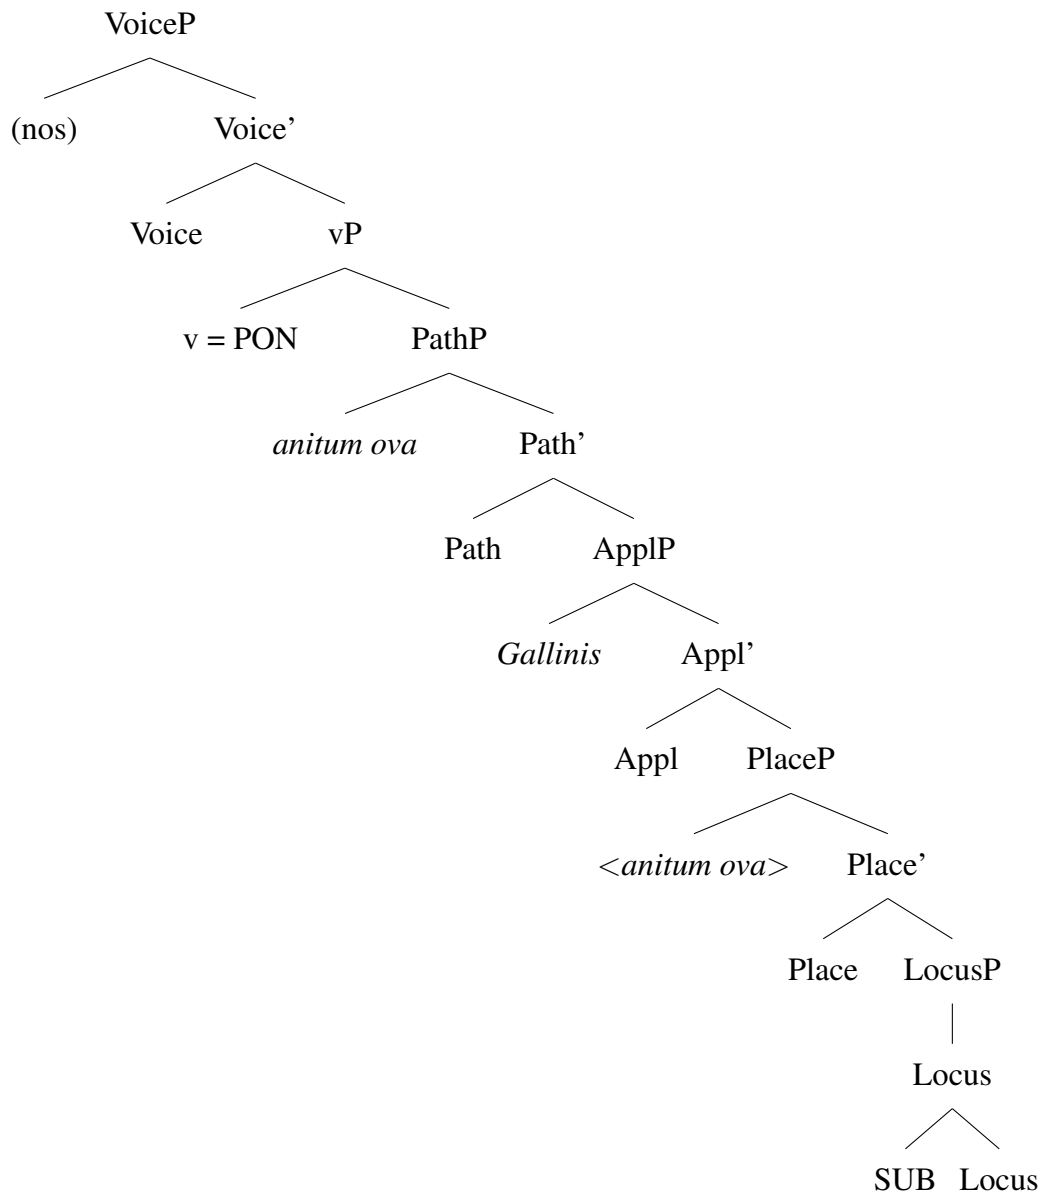 VoiceP
(nos) Voice’
Voice vP
v = PON PathP
anitum ova Path’
Path ApplP
Gallinis Appl’
Appl PlaceP
<anitum ova> Place’
Place LocusP
Locus
SUB Locus